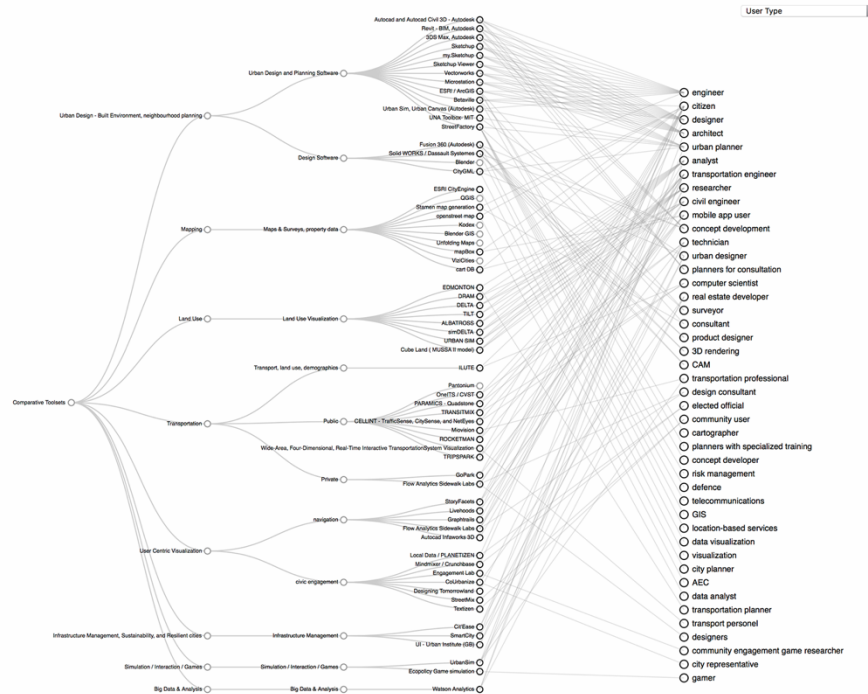 User Type
Comparative Toolsets
Urban Design - Built Environment, neighbourhood planning
Mapping
Land Use
Transportation
User Centric Visualization
Infrastructure Management, Sustainability, and Resilient cities
Simulation / Interaction / Games
Big Data & Analysis
Urban Design and Planning Software
Design Software
Maps & Surveys, property data
Land Use Visualization
Transport, land use, demographics
Public
Private
navigation
civic engagement
Infrastructure Management
Simulation / Interaction / Games
Big Data & Analysis
Autocad and Autocad Civil 3D - Autodesk
Revit - BIM, Autodesk
3DS Max, Autodesk
Sketchup
my.Sketchup
Sketchup Viewer
Vectorworks
Microstation
ESRI / ArcGIS
Betaville
Urban Sim, Urban Canvas (Autodesk)
UNA Toolbox- MIT
StreetFactory
Fusion 360 (Autodesk)
Solid WORKS / Dassault Systemes
Blender
CityGML
ESRI CityEngine
QGIS
Stamen map generation
openstreet map
Kodex
Blender GIS
Unfolding Maps
mapBox
ViziCities
cart DB
EDMONTON
DRAM
DELTA
TILT
ALBATROSS
simDELTA
URBAN SIM
Cube Land ( MUSSA II model)
ILUTE
Pantonium
OneITS / CVST
PARAMICS - Quadstone
TRANSITMIX
CELLINT - TrafficSense, CitySense, and NetEyes
Miovision
ROCKETMAN
Wide-Area, Four-Dimensional, Real-Time Interactive TransportationSystem Visualization
TRIPSPARK
GoPark
Flow Analytics Sidewalk Labs
StoryFacets
Livehoods
Graphtrails
Flow Analytics Sidewalk Labs
Autocad Infaworks 3D
Local Data / PLANETIZEN
Mindmixer / Crunchbase
Engagement Lab
CoUrbanize
Designing Tomorrowland
StreetMix
Textizen
Cit'Ease
SmartCity
UI - Urban Institute (GB)
UrbanSim
Ecopolicy Game simulation
Watson Analytics
engineer
citizen
designer
architect
urban planner
analyst
transportation engineer
researcher
civil engineer
mobile app user
concept development
technician
urban designer
planners for consultation
computer scientist
real estate developer
surveyor
consultant
product designer
3D rendering
CAM
transportation professional
design consultant
elected official
community user
cartographer
planners with specialized training
concept developer
risk management
defence
telecommunications
GIS
location-based services
data visualization
visualization
city planner
AEC
data analyst
transportation planner
transport personel
designers
community engagement game researcher
city representative
gamer